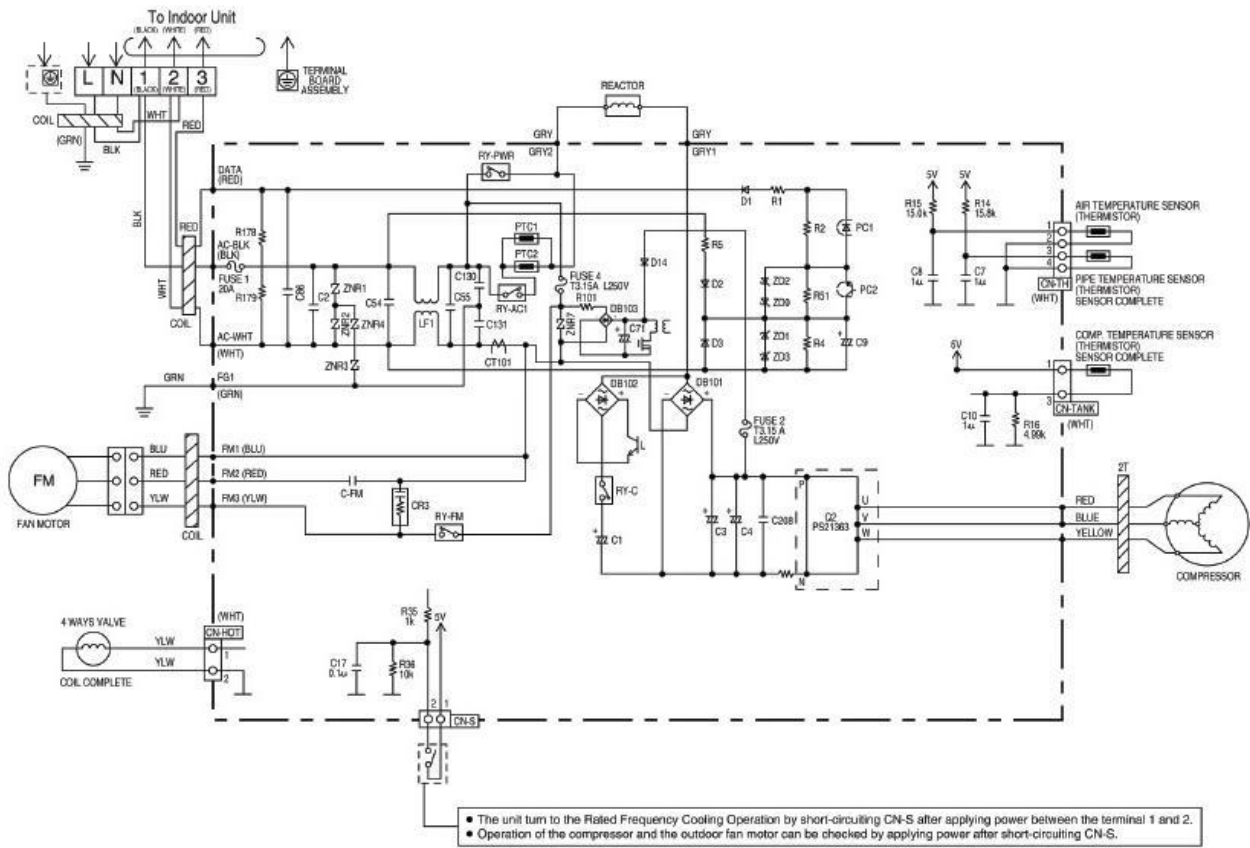 To Indoor Unit
(BLACK) (WHITE) (RED)
L N 1 2 3
(BLACK) (WHITE) (RED)
TERMINAL
BOARD
ASSEMBLY
COIL
WHT
(GRN)
RED
BLK
REACTOR
GRY GRY
GRY2 GRY1
DATA
(RED)
RY-PWR
D1 R1
BLK
RED
R178
AC-BLK
(BLK)
FUSE 1
20A
R179
WHT
COIL
AC-WHT
(WHT)
C86
C2
ZNR1
ZNR2
ZNR4
ZNR3
C54
LF1
C55
C130
C131
CT101
PTC1
PTC2
RY-AC1
FUSE 4
T3.15A L250V
R101
ZNR7
DB103
C71
D14
R5
D2
D3
R2
PC1
ZD2
ZD9
R51
PC2
ZD1
ZD3
R4
C9
5V 5V
R15
15.0k
R14
15.8k
C8
1μ
C7
1μ
1
2
3
4
CN-TH
(WHT)
AIR TEMPERATURE SENSOR
(THERMISTOR)
PIPE TEMPERATURE SENSOR
(THERMISTOR)
SENSOR COMPLETE
COMP. TEMPERATURE SENSOR
(THERMISTOR)
SENSOR COMPLETE
1
3
CN-TANK
(WHT)
C10
1μ
R16
4.99k
GRN
FG1
(GRN)
DB102
DB101
FUSE 2
T3.15 A
L250V
FM
FAN MOTOR
BLU
RED
YLW
COIL
FM1 (BLU)
FM2 (RED)
FM3 (YLW)
C-FM
CR3
RY-FM
RY-C
C1
C3
C4
C208
P
N
Q2
PS21363
U
V
W
RED
BLUE
YELLOW
2T
COMPRESSOR
4 WAYS VALVE
YLW
YLW
COIL COMPLETE
(WHT)
CN-HOT
1
2
R35
1k
5V
C17
0.1μ
R36
10k
2 1
CN-S
• The unit turn to the Rated Frequency Cooling Operation by short-circuiting CN-S after applying power between the terminal 1 and 2.
• Operation of the compressor and the outdoor fan motor can be checked by applying power after short-circuiting CN-S.